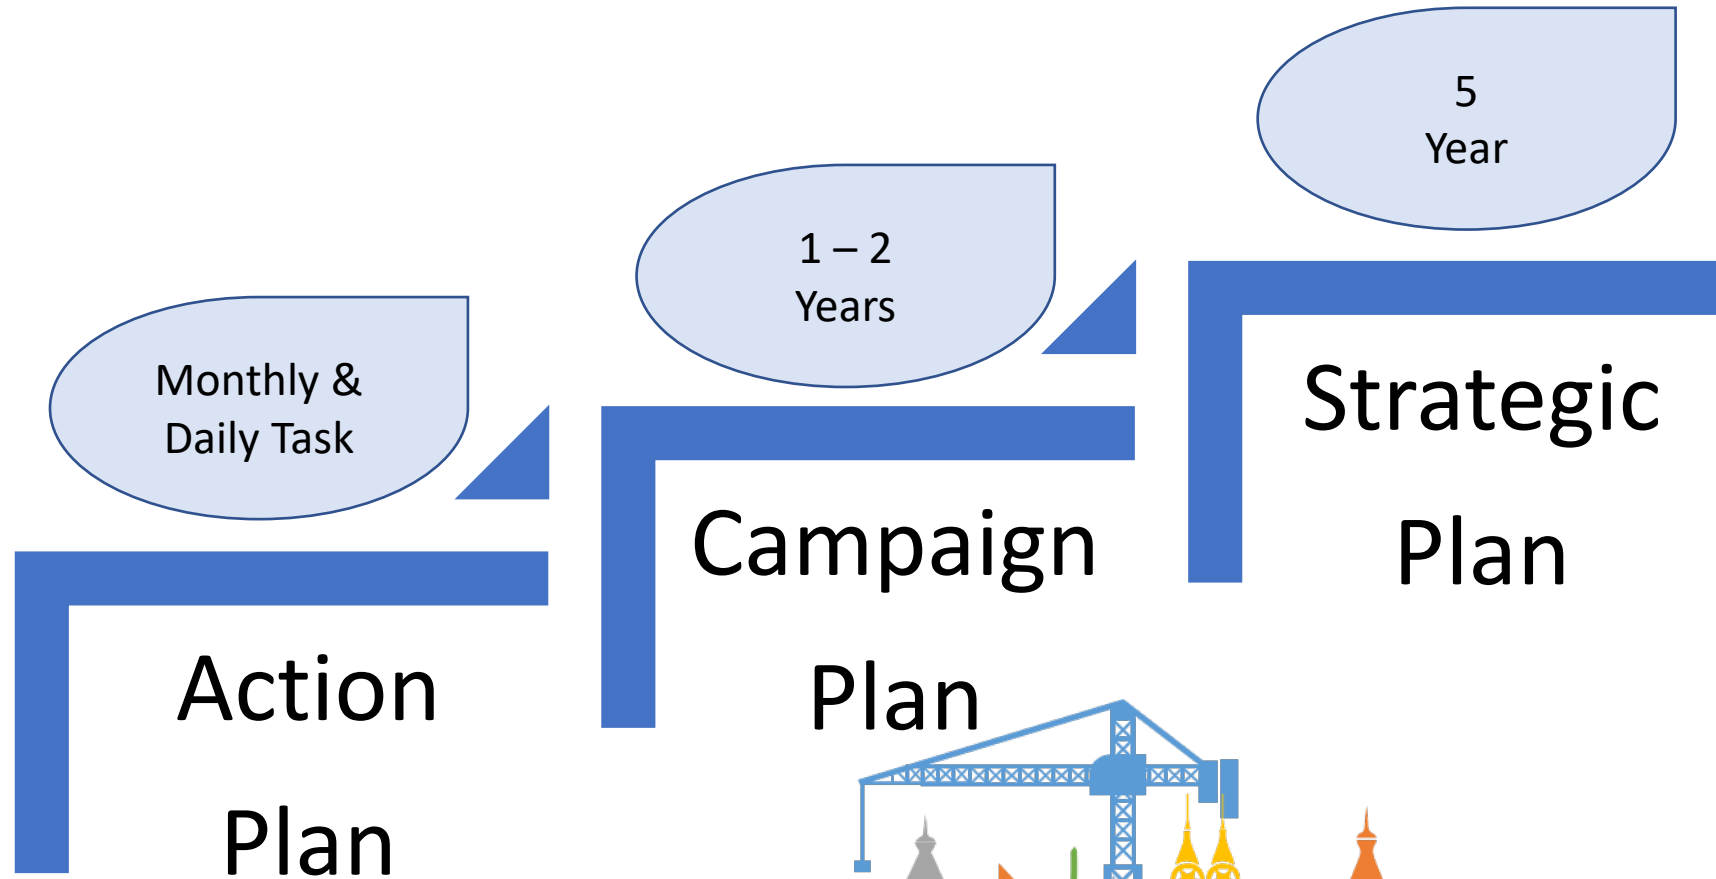 Monthly &
Daily Task
Action
Plan
1 – 2
Years
Campaign
Plan
5
Year
Strategic
Plan